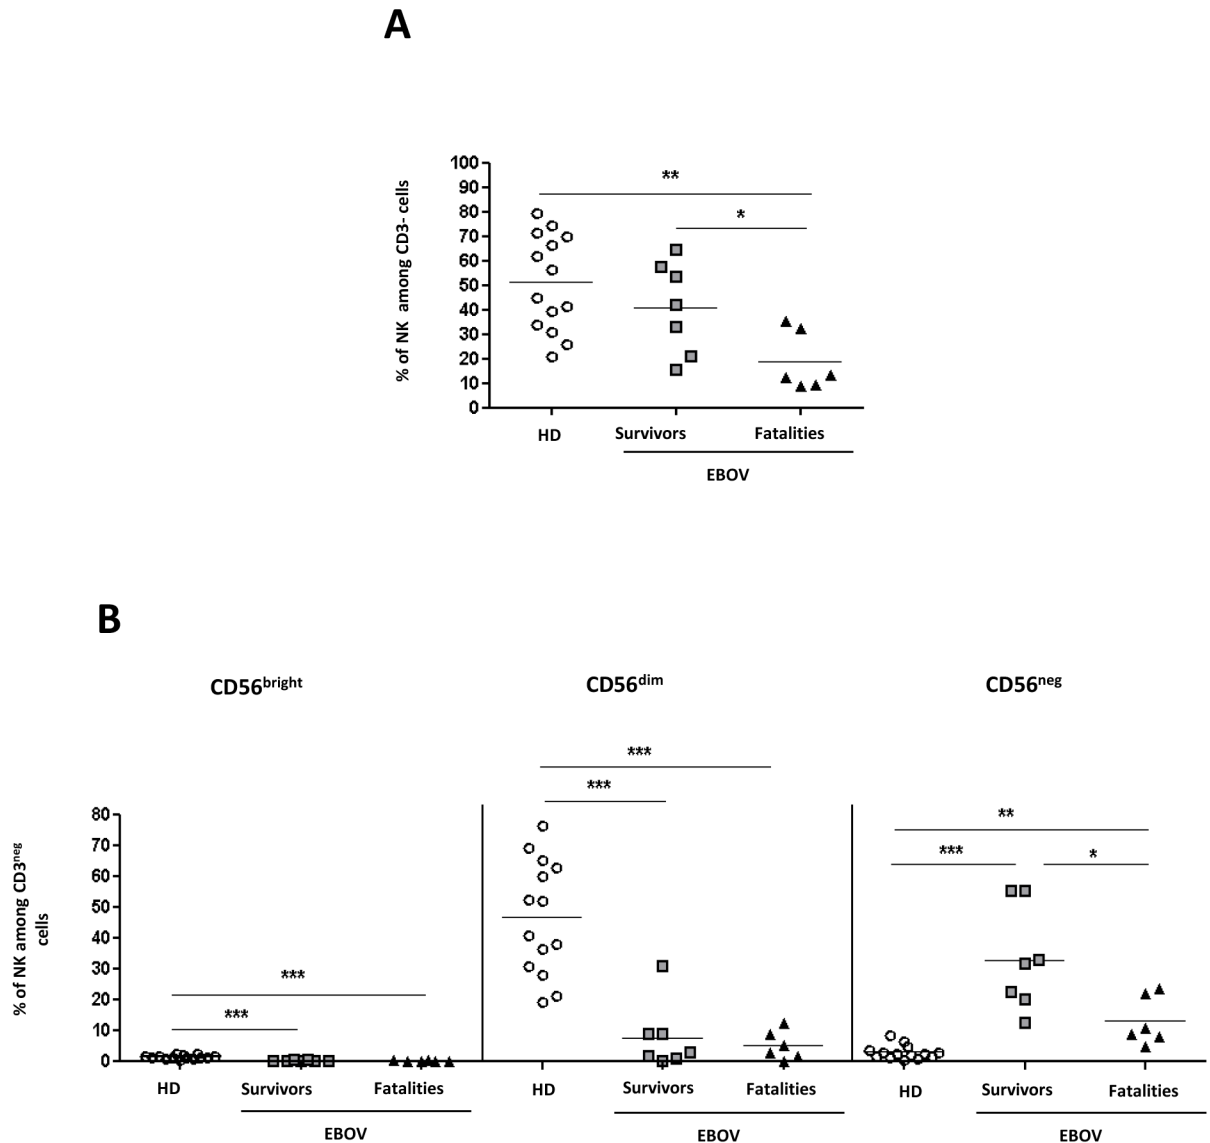 A
% of NK among CD3- cells
100
90
80
70
60
50
40
30
20
10
0
**
*
HD
Survivors
Fatalities
EBOV
B
CD56bright
CD56dim
CD56neg
% of NK among CD3neg
cells
80
70
60
50
40
30
20
10
0
***
***
***
***
**
***
*
HD
Survivors
Fatalities
HD
Survivors
Fatalities
HD
Survivors
Fatalities
EBOV
EBOV
EBOV